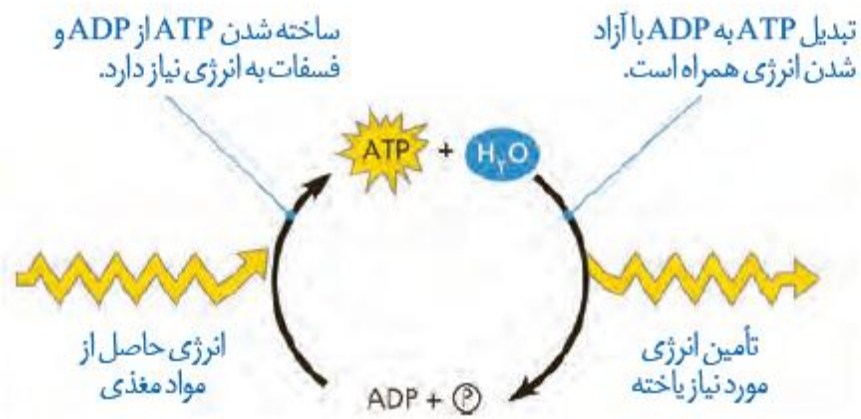 تبدیل ATP به ADP با آزاد
شدن انرژی همراه است.
ساخته شدن ATP از ADP و
فسفات به انرژی نیاز دارد.
ATP + H₂O
انرژی حاصل از
مواد مغذی
تأمین انرژی
مورد نیاز یاخته
ADP + P